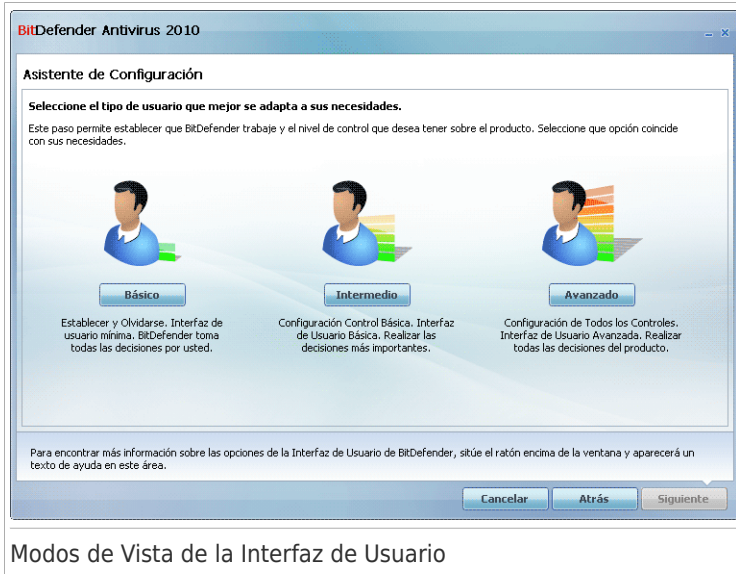 BitDefender Antivirus 2010
Asistente de Configuración
Seleccione el tipo de usuario que mejor se adapta a sus necesidades.
Este paso permite establecer que BitDefender trabaje y el nivel de control que desea tener sobre el producto. Seleccione que opción coincide
con sus necesidades.
Básico
Establecer y Olvidarse. Interfaz de
usuario mínima. BitDefender toma
todas las decisiones por usted.
Intermedio
Configuración Control Básica. Interfaz
de Usuario Básica. Realizar las
decisiones más importantes.
Avanzado
Configuración de Todos los Controles.
Interfaz de Usuario Avanzada. Realizar
todas las decisiones del producto.
Para encontrar más información sobre las opciones de la Interfaz de Usuario de BitDefender, sitúe el ratón encima de la ventana y aparecerá un
texto de ayuda en este área.
Cancelar
Atrás
Siguiente
Modos de Vista de la Interfaz de Usuario